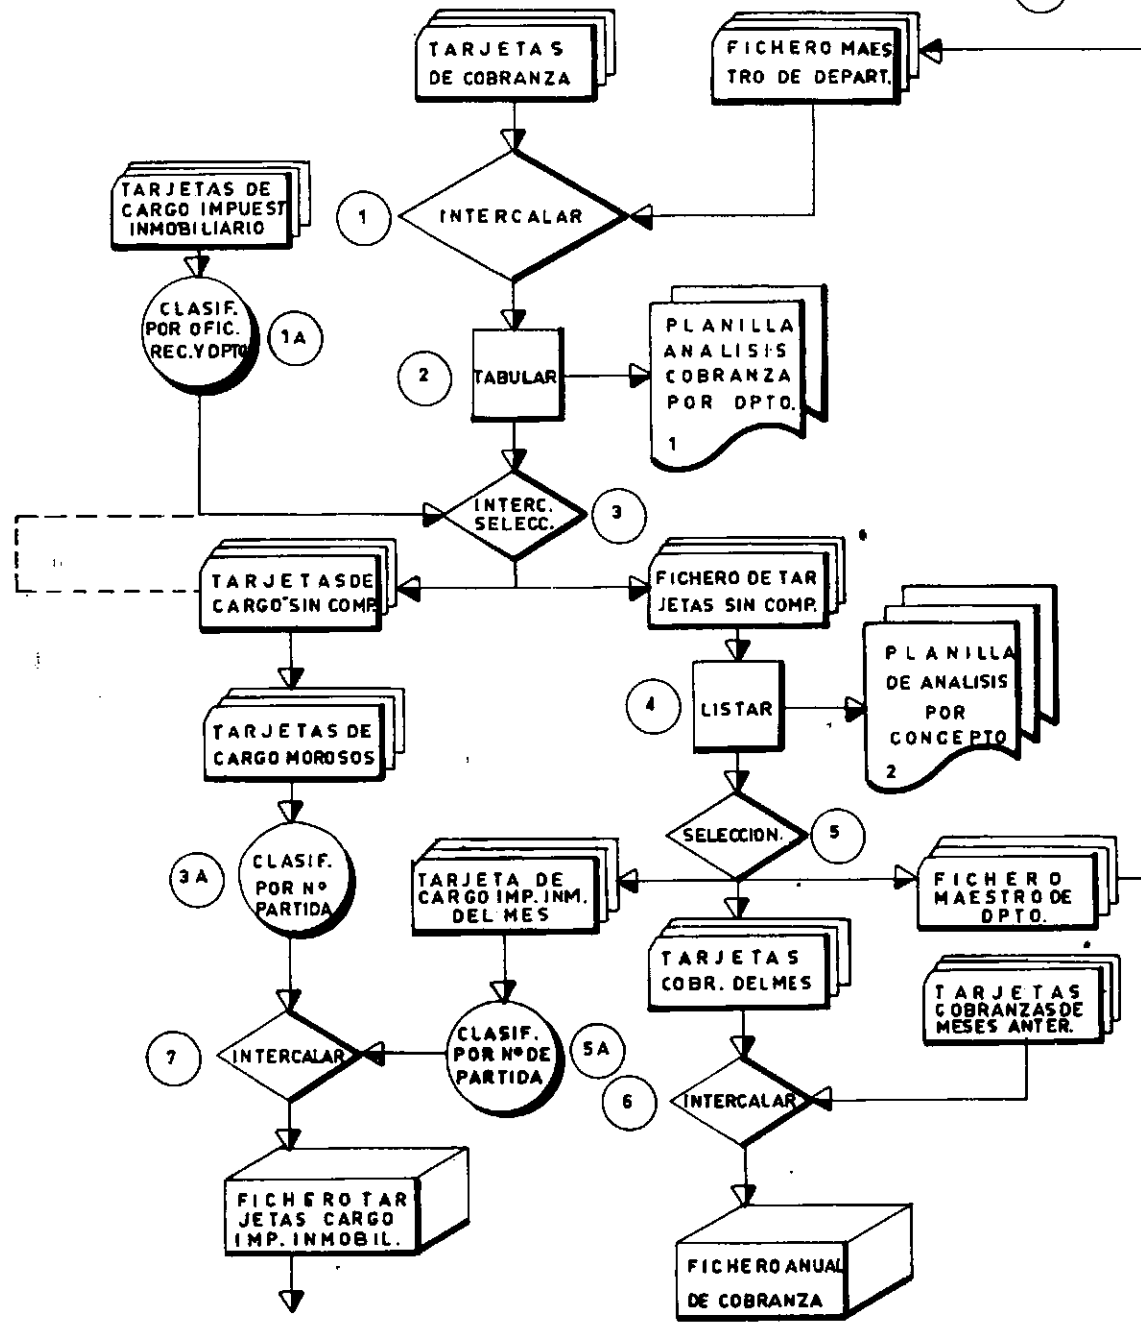 TARJETAS
DE COBRANZA
FICHERO MAES
TRO DE DEPART.
TARJETAS DE
CARGO IMPUEST
INMOBILIARIO
1
INTERCALAR
CLASIF.
POR OFIC.
REC.Y DPTO
1A
2
TABULAR
PLANILLA
ANALISIS
COBRANZA
POR DPTO.
1
INTERC.
SELECC.
3
TARJETAS DE
CARGO SIN COMP.
FICHERO DE TAR
JETAS SIN COMP.
4
LISTAR
PLANILLA
DE ANALISIS
POR
CONCEPTO
2
TARJETAS DE
CARGO MOROSOS
SELECCION.
5
3A
CLASIF.
POR Nº
PARTIDA
TARJETA DE
CARGO IMP. INM.
DEL MES
FICHERO
MAESTRO DE
DPTO.
TARJETAS
COBR. DEL MES
TARJETAS
COBRANZAS DE
MESES ANTER.
7
INTERCALAR
CLASIF.
POR Nº DE
PARTIDA
5A
6
INTERCALAR
FICHERO TAR
JETAS CARGO
IMP. INMOBIL.
FICHERO ANUAL
DE COBRANZA